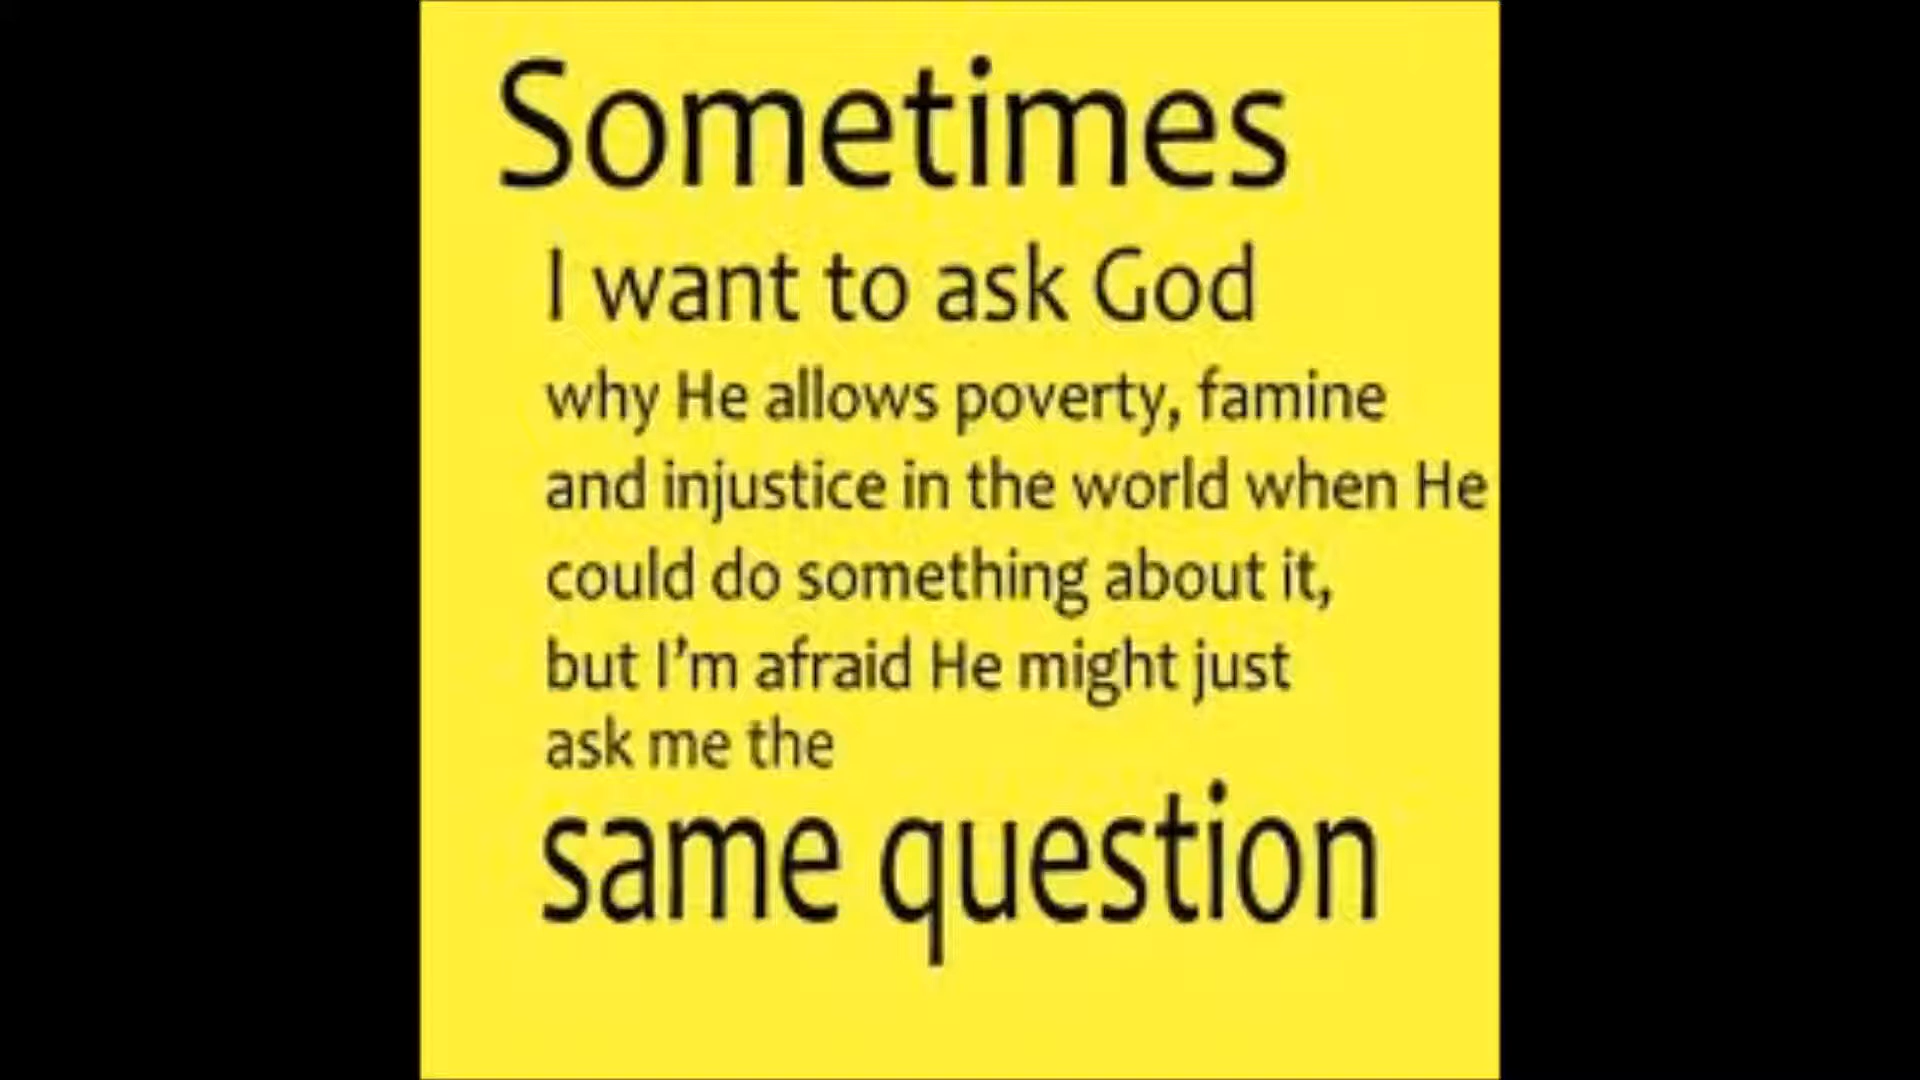 Sometimes
I want to ask God
why He allows poverty, famine
and injustice in the world when He
could do something about it,
but I'm afraid He might just
ask me the
same question